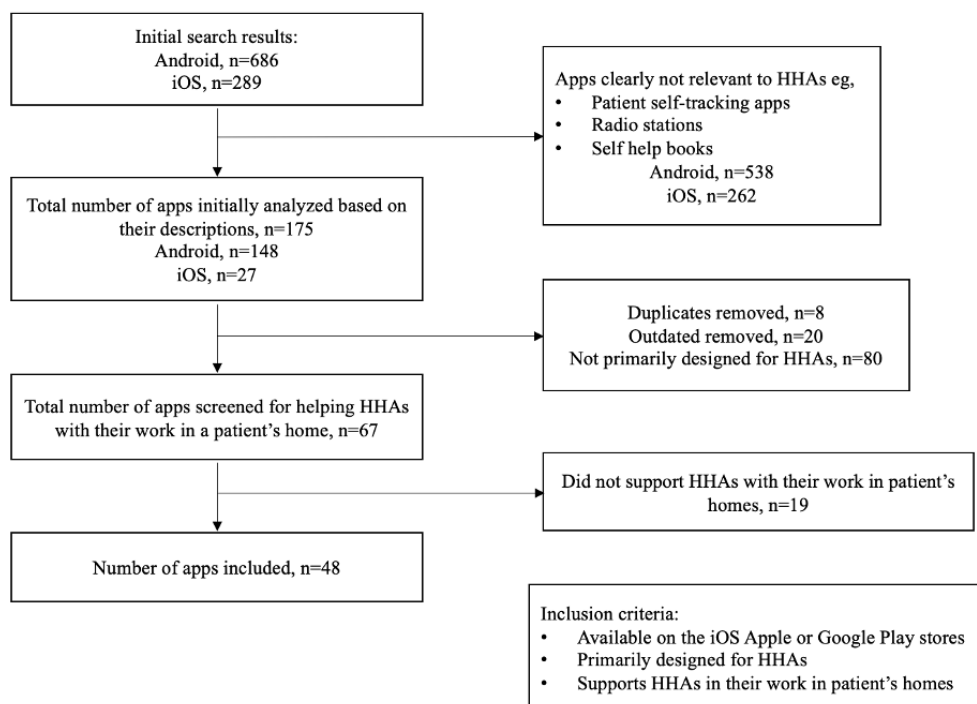 Initial search results:
Android, n=686
iOS, n=289
Apps clearly not relevant to HHAs eg,
• Patient self-tracking apps
• Radio stations
• Self help books
Android, n=538
iOS, n=262
Total number of apps initially analyzed based on
their descriptions, n=175
Android, n=148
iOS, n=27
Duplicates removed, n=8
Outdated removed, n=20
Not primarily designed for HHAs, n=80
Total number of apps screened for helping HHAs
with their work in a patient’s home, n=67
Did not support HHAs with their work in patient’s
homes, n=19
Number of apps included, n=48
Inclusion criteria:
• Available on the iOS Apple or Google Play stores
• Primarily designed for HHAs
• Supports HHAs in their work in patient’s homes